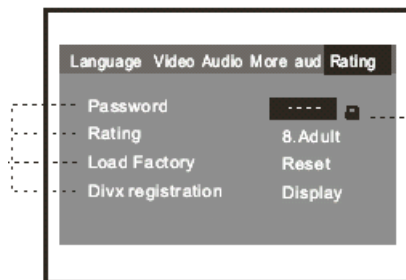 Language Video Audio More aud Rating
Password ----
Rating 8.Adult
Load Factory Reset
Divx registration Display